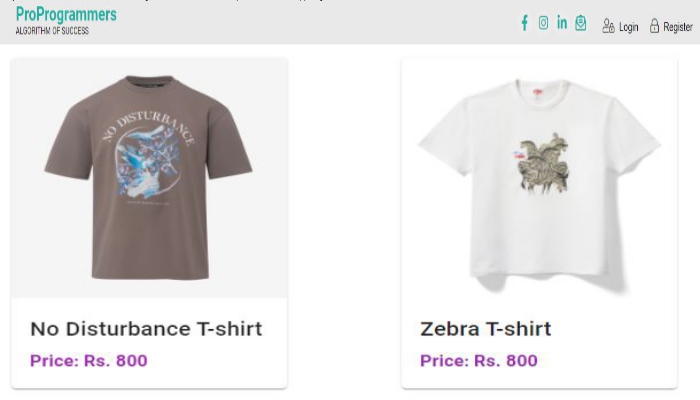 ProProgrammers
ALGORITHM OF SUCCESS
Login
Register
NO DISTURBANCE
No Disturbance T-shirt
Price: Rs. 800
Zebra T-shirt
Price: Rs. 800